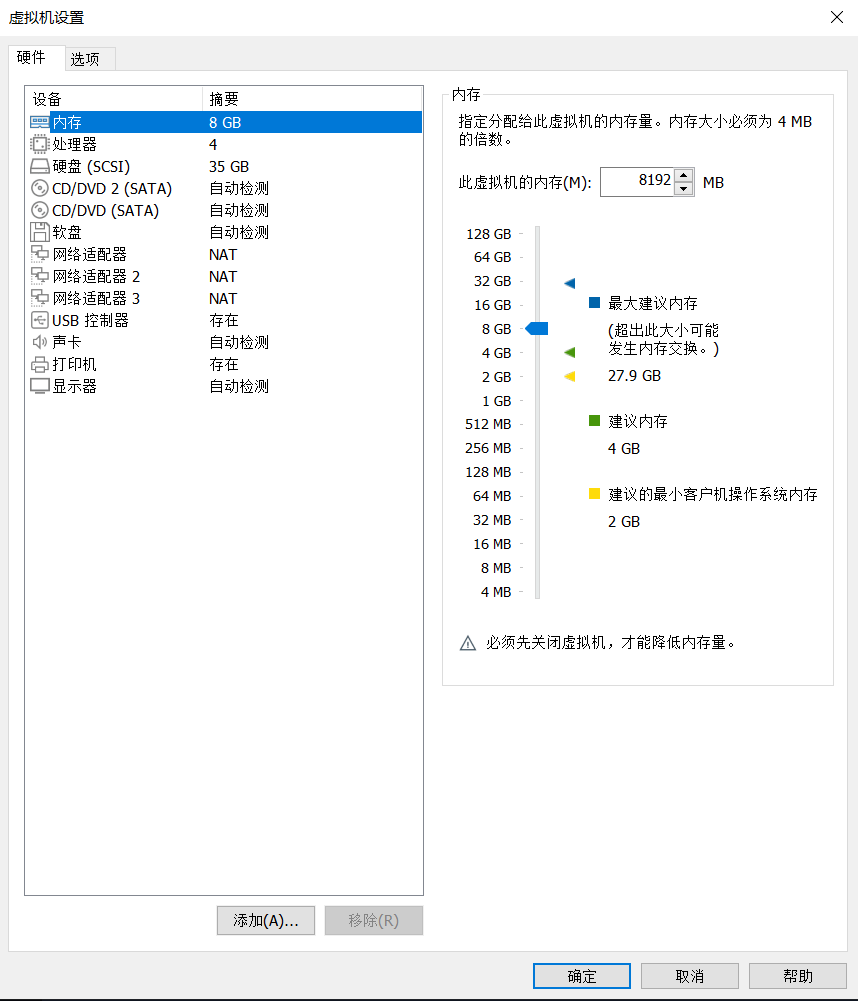 虚拟机设置
硬件
选项
设备 摘要
内存 8 GB
处理器 4
硬盘 (SCSI) 35 GB
CD/DVD 2 (SATA) 自动检测
CD/DVD (SATA) 自动检测
软盘 自动检测
网络适配器 NAT
网络适配器 2 NAT
网络适配器 3 NAT
USB 控制器 存在
声卡 自动检测
打印机 存在
显示器 自动检测
添加(A)...
移除(R)
内存
指定分配给此虚拟机的内存量。内存大小必须为 4 MB
的倍数。
此虚拟机的内存(M): 8192 MB
128 GB
64 GB
32 GB
16 GB
8 GB
4 GB
2 GB
1 GB
512 MB
256 MB
128 MB
64 MB
32 MB
16 MB
8 MB
4 MB
最大建议内存
(超出此大小可能
发生内存交换。)
27.9 GB
建议内存
4 GB
建议的最小客户机操作系统内存
2 GB
必须先关闭虚拟机，才能降低内存量。
确定
取消
帮助